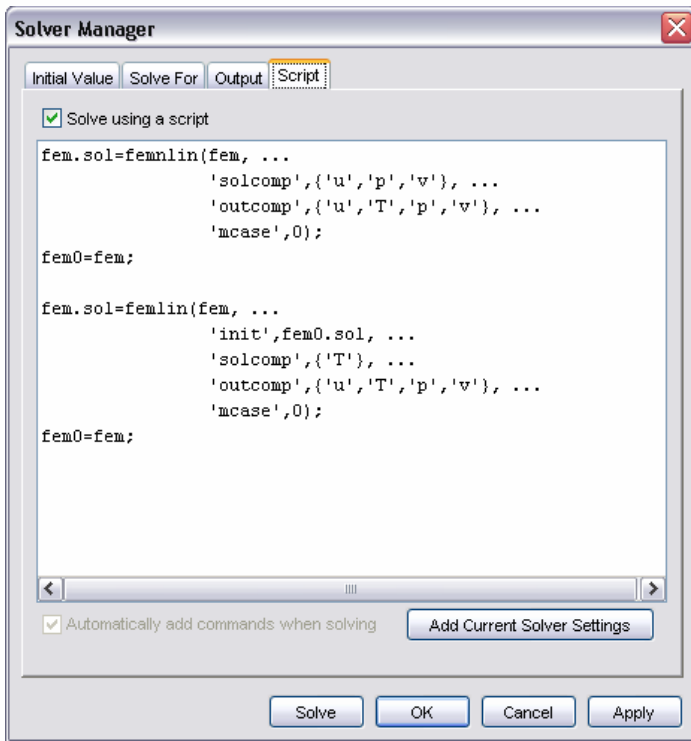 Solver Manager
Initial Value Solve For Output Script
Solve using a script
fem.sol=femnlin(fem, ...
'solcomp',{'u','p','v'}, ...
'outcomp',{'u','T','p','v'}, ...
'mcase',0);
fem0=fem;
fem.sol=femlin(fem, ...
'init',fem0.sol, ...
'solcomp',{'T'}, ...
'outcomp',{'u','T','p','v'}, ...
'mcase',0);
fem0=fem;
Automatically add commands when solving Add Current Solver Settings
Solve OK Cancel Apply